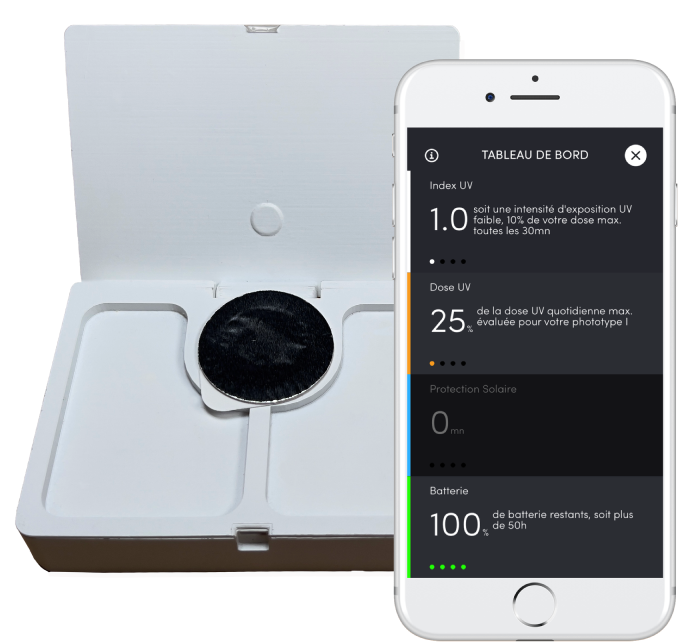 TABLEAU DE BORD
Index UV
1.0
soit une intensité d'exposition UV
faible, 10% de votre dose max.
toutes les 30mn
Dose UV
25%
de la dose UV quotidienne max.
évaluée pour votre phototype I
Protection Solaire
0 mn
Batterie
100%
de batterie restants, soit plus
de 50h